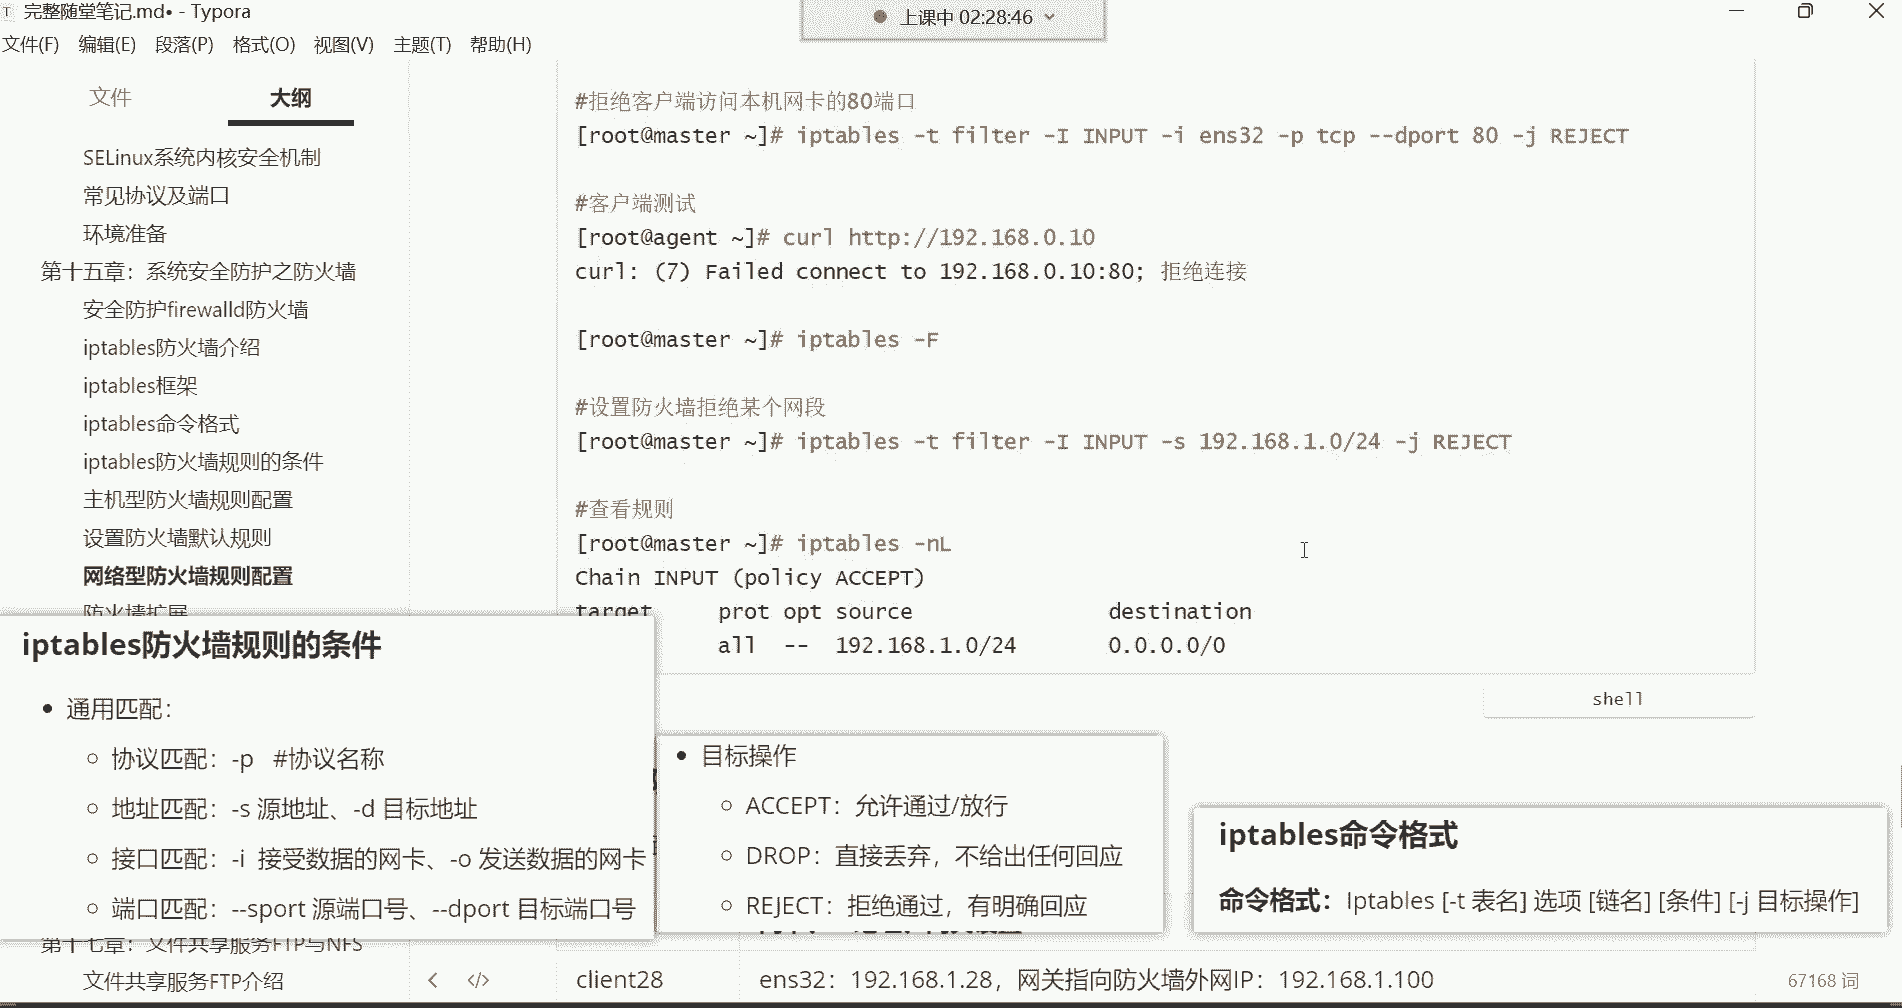 完整随堂笔记.md• - Typora
上课中 02:28:46
文件(F) 编辑(E) 段落(P) 格式(O) 视图(V) 主题(T) 帮助(H)
文件 大纲
SELinux系统内核安全机制
常见协议及端口
环境准备
第十五章：系统安全防护之防火墙
安全防护firewalld防火墙
iptables防火墙介绍
iptables框架
iptables命令格式
iptables防火墙规则的条件
主机型防火墙规则配置
设置防火墙默认规则
网络型防火墙规则配置
防火墙扩展
第十七章：文件共享服务FTP与NFS
文件共享服务FTP介绍
#拒绝客户端访问本机网卡的80端口
[root@master ~]# iptables -t filter -I INPUT -i ens32 -p tcp --dport 80 -j REJECT
#客户端测试
[root@agent ~]# curl http://192.168.0.10
curl: (7) Failed connect to 192.168.0.10:80; 拒绝连接
[root@master ~]# iptables -F
#设置防火墙拒绝某个网段
[root@master ~]# iptables -t filter -I INPUT -s 192.168.1.0/24 -j REJECT
#查看规则
[root@master ~]# iptables -nL
Chain INPUT (policy ACCEPT)
target prot opt source destination
all -- 192.168.1.0/24 0.0.0.0/0
shell
iptables防火墙规则的条件
• 通用匹配：
协议匹配：-p #协议名称
地址匹配：-s 源地址、-d 目标地址
接口匹配：-i 接受数据的网卡、-o 发送数据的网卡
端口匹配：--sport 源端口号、--dport 目标端口号
• 目标操作
ACCEPT：允许通过/放行
DROP：直接丢弃，不给出任何回应
REJECT：拒绝通过，有明确回应
iptables命令格式
命令格式：Iptables [-t 表名] 选项 [链名] [条件] [-j 目标操作]
client28 ens32：192.168.1.28，网关指向防火墙外网IP：192.168.1.100
67168 词